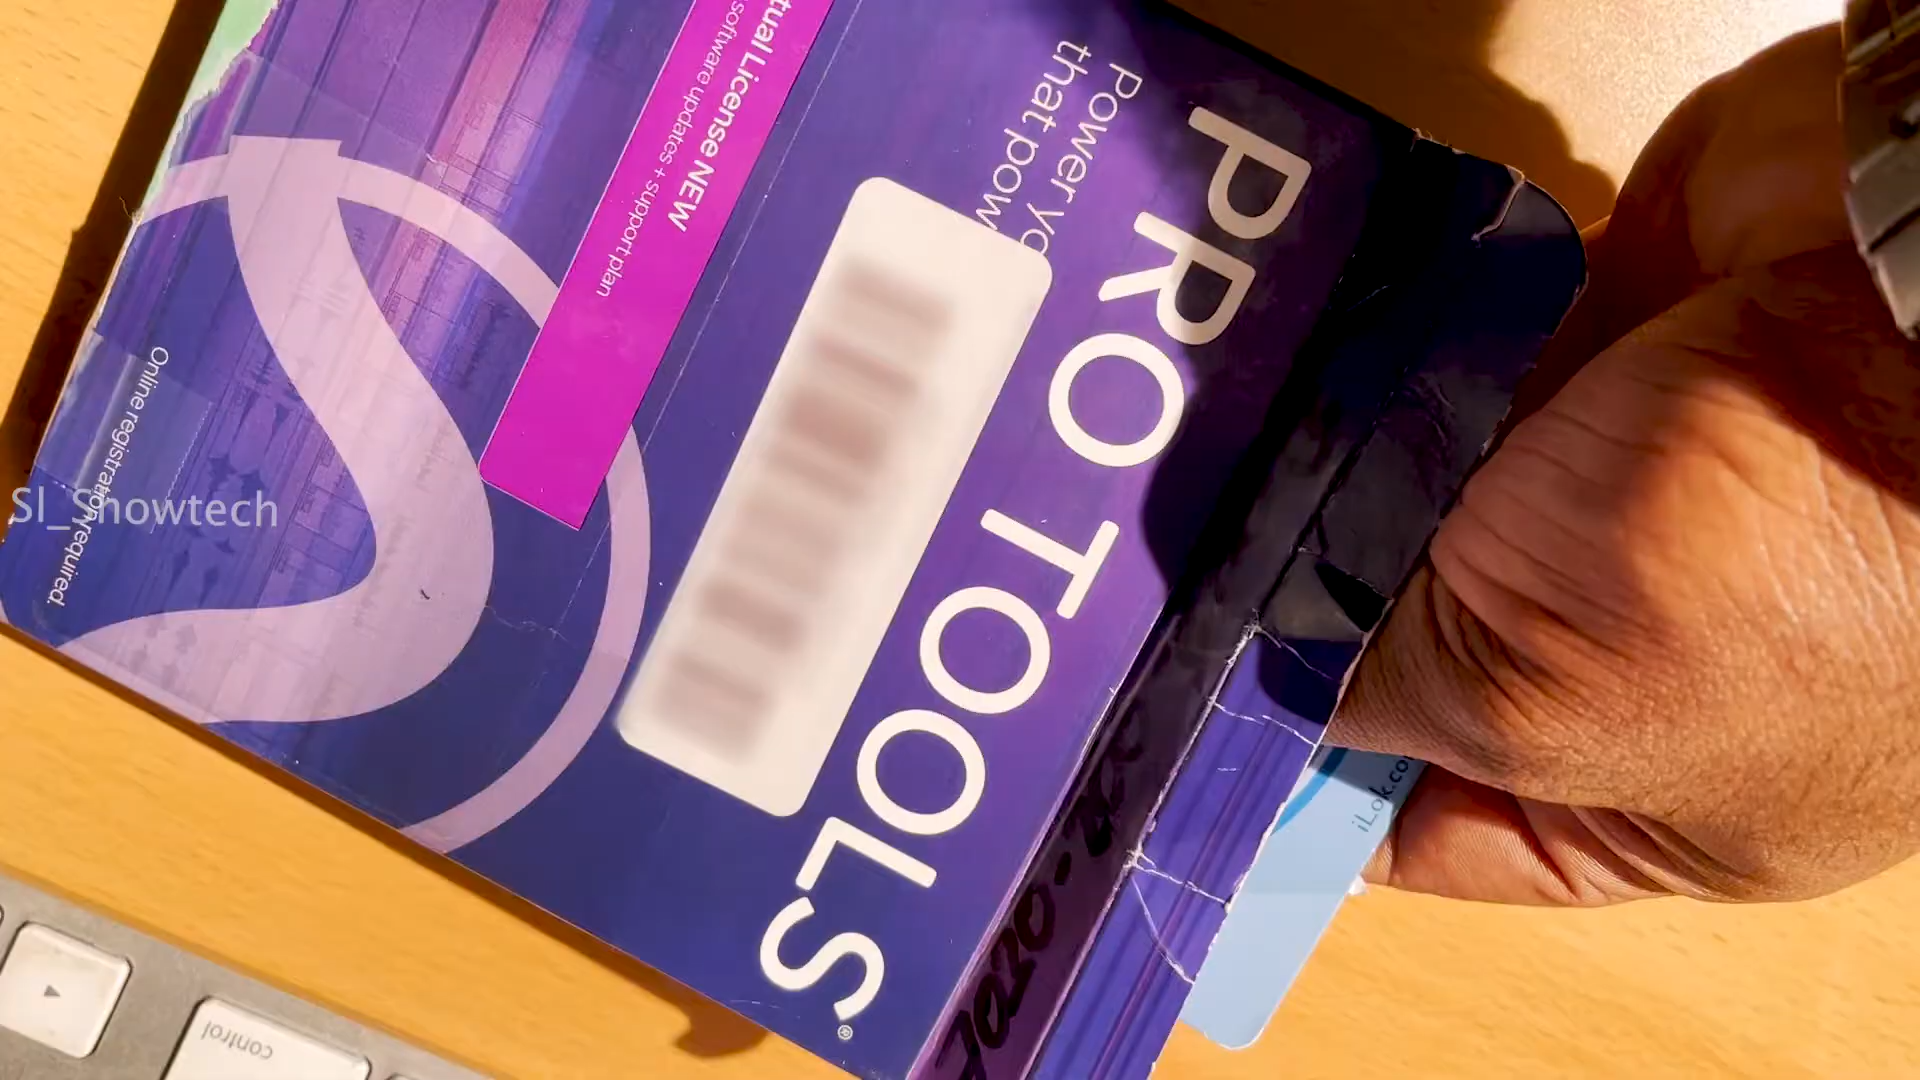 PRO TOOLS®
Power yo
that pow
tual License NEW
software updates + support plan
Online registration required.
SI_Snowtech
iLok.co
control